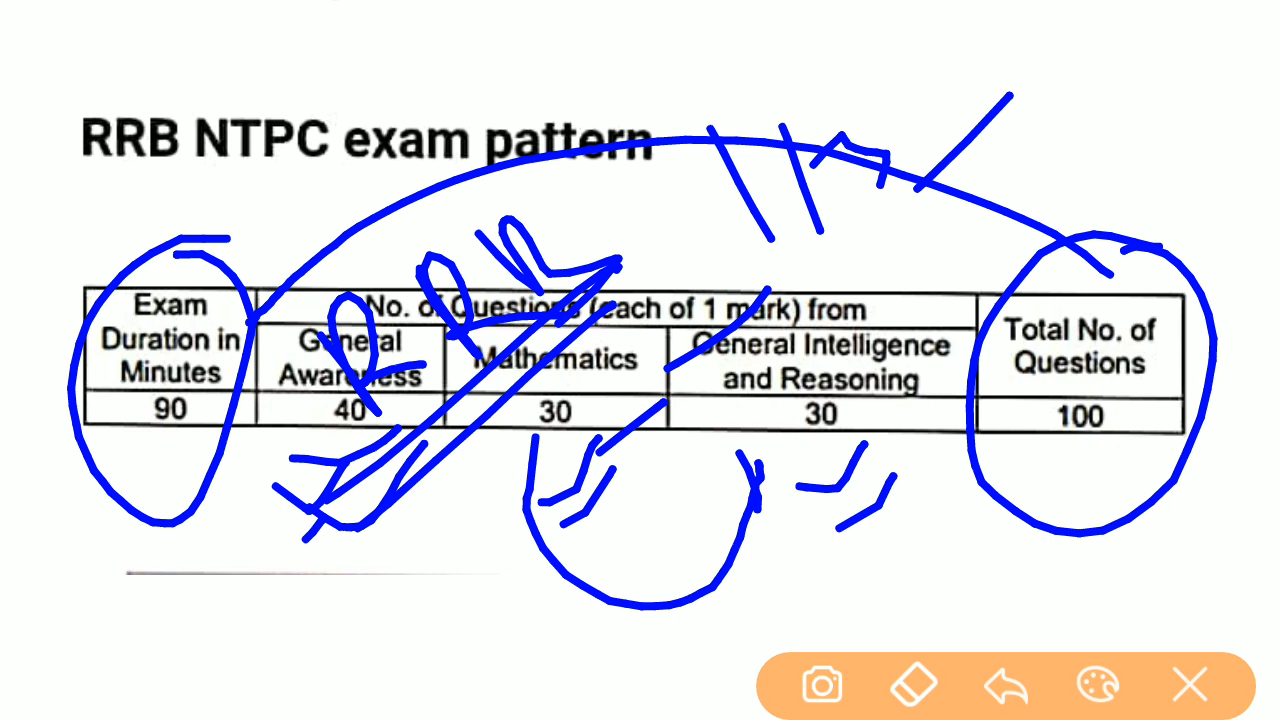 RRB NTPC exam pattern
Exam Duration in Minutes
No. of Questions (each of 1 mark) from
Total No. of Questions
General Awareness
Mathematics
General Intelligence and Reasoning
90
40
30
30
100